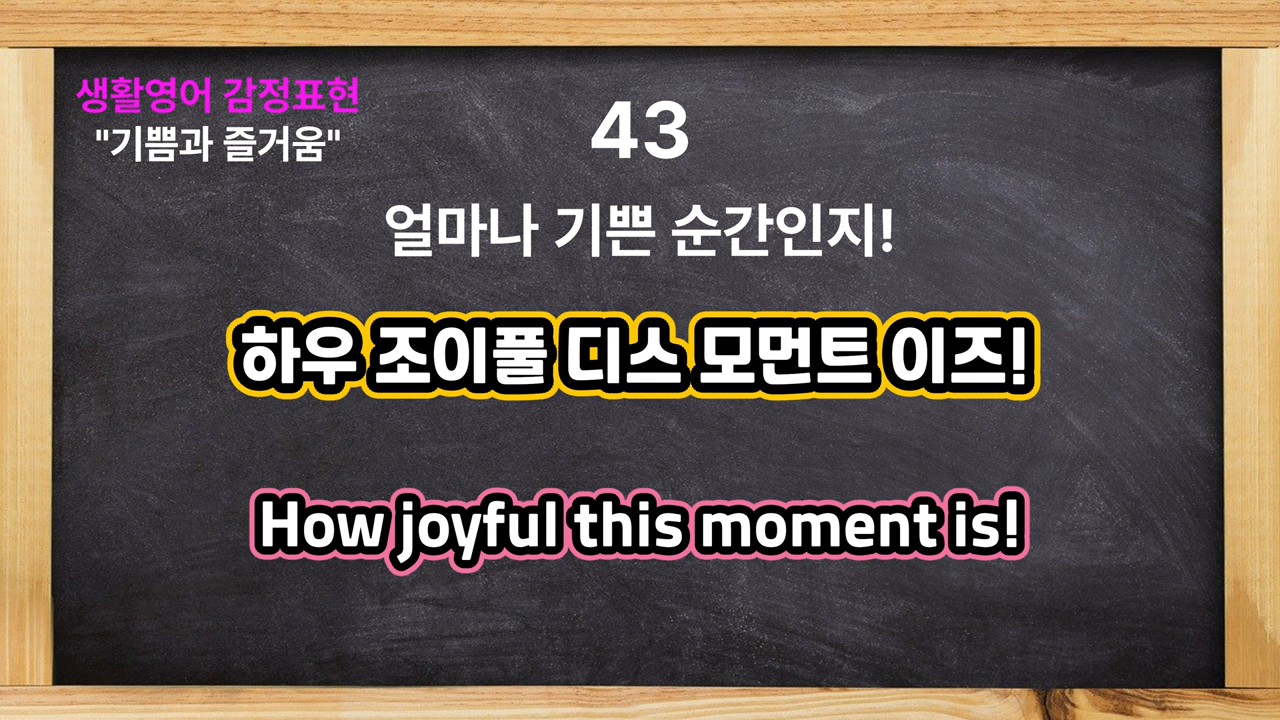 생활영어 감정표현
"기쁨과 즐거움"
43
얼마나 기쁜 순간인지!
하우 조이풀 디스 모먼트 이즈!
How joyful this moment is!